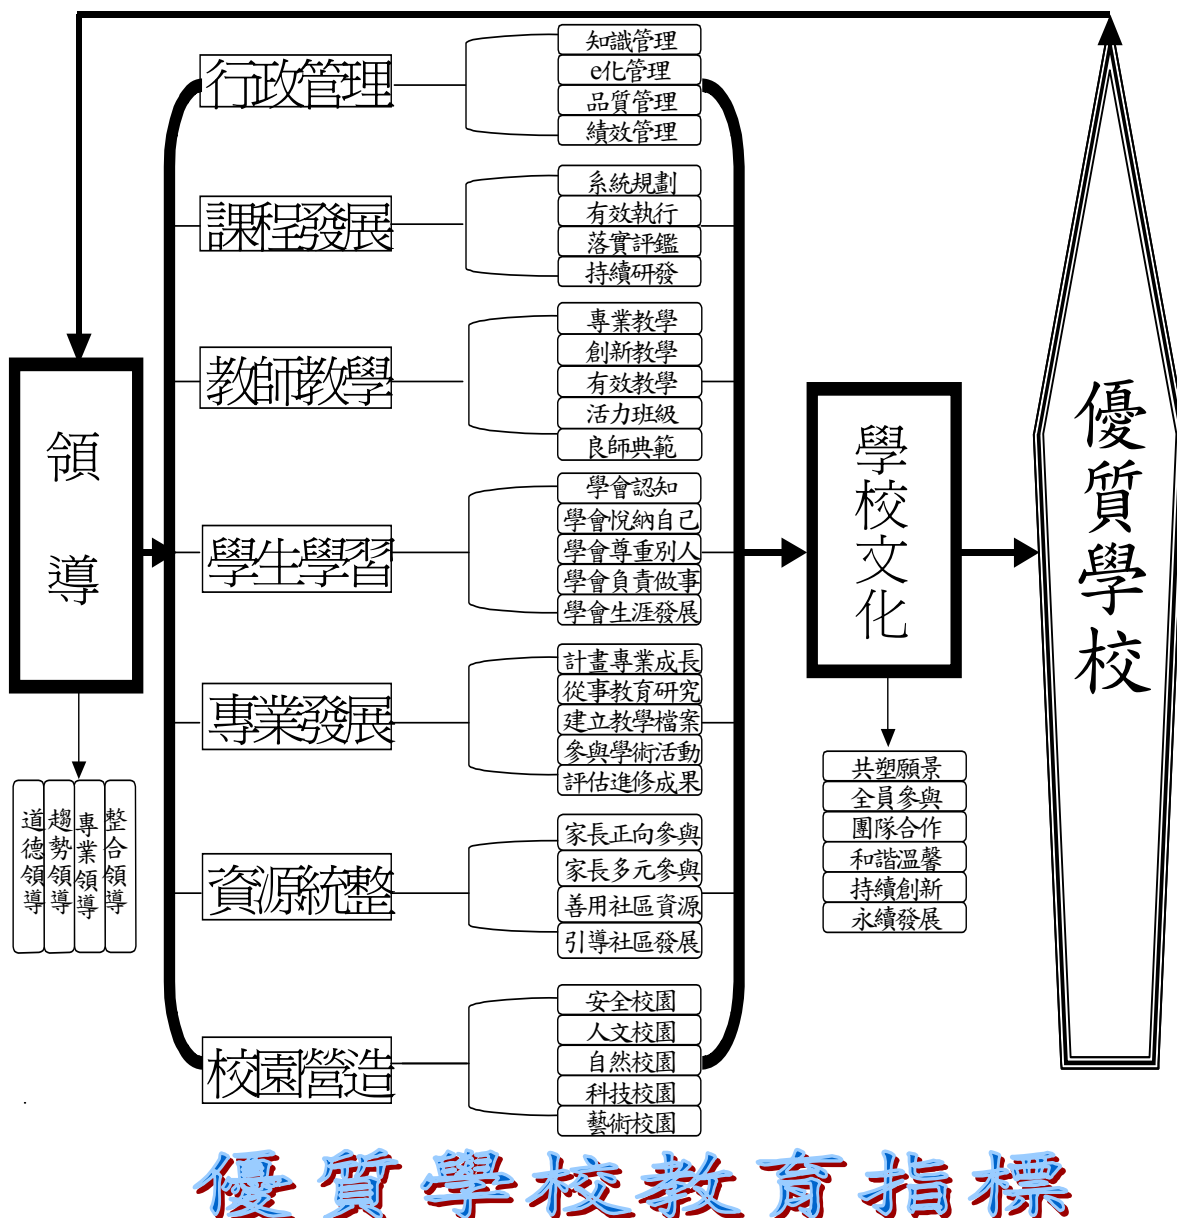 領導
道德領導
趨勢領導
專業領導
整合領導
行政管理
知識管理
e化管理
品質管理
績效管理
課程發展
系統規劃
有效執行
落實評鑑
持續研發
教師教學
專業教學
創新教學
有效教學
活力班級
良師典範
學生學習
學會認知
學會悅納自己
學會尊重別人
學會負責做事
學會生涯發展
專業發展
計畫專業成長
從事教育研究
建立教學檔案
參與學術活動
評估進修成果
資源統整
家長正向參與
家長多元參與
善用社區資源
引導社區發展
校園營造
安全校園
人文校園
自然校園
科技校園
藝術校園
學校文化
共塑願景
全員參與
團隊合作
和諧溫馨
持續創新
永續發展
優質學校
優質學校教育指標